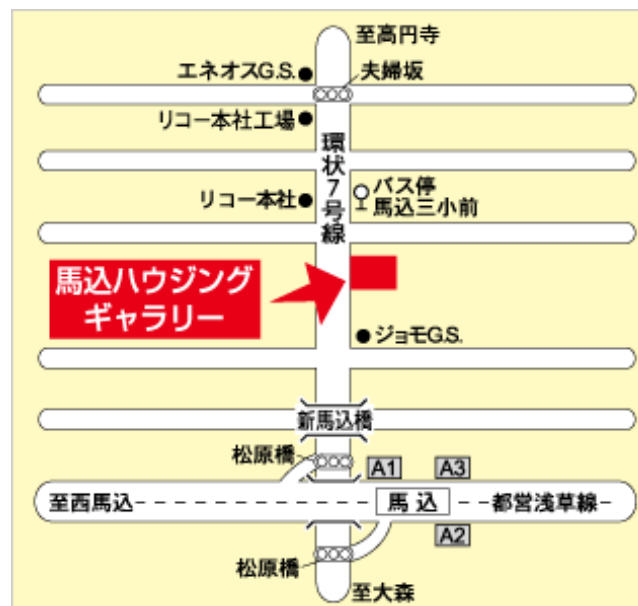 至高円寺
エネオスG.S.
夫婦坂
リコー本社工場
環状7号線
リコー本社
バス停
馬込三小前
馬込ハウジング
ギャラリー
ジョモG.S.
新馬込橋
松原橋
A1
A3
至西馬込
馬込
都営浅草線
A2
松原橋
至大森